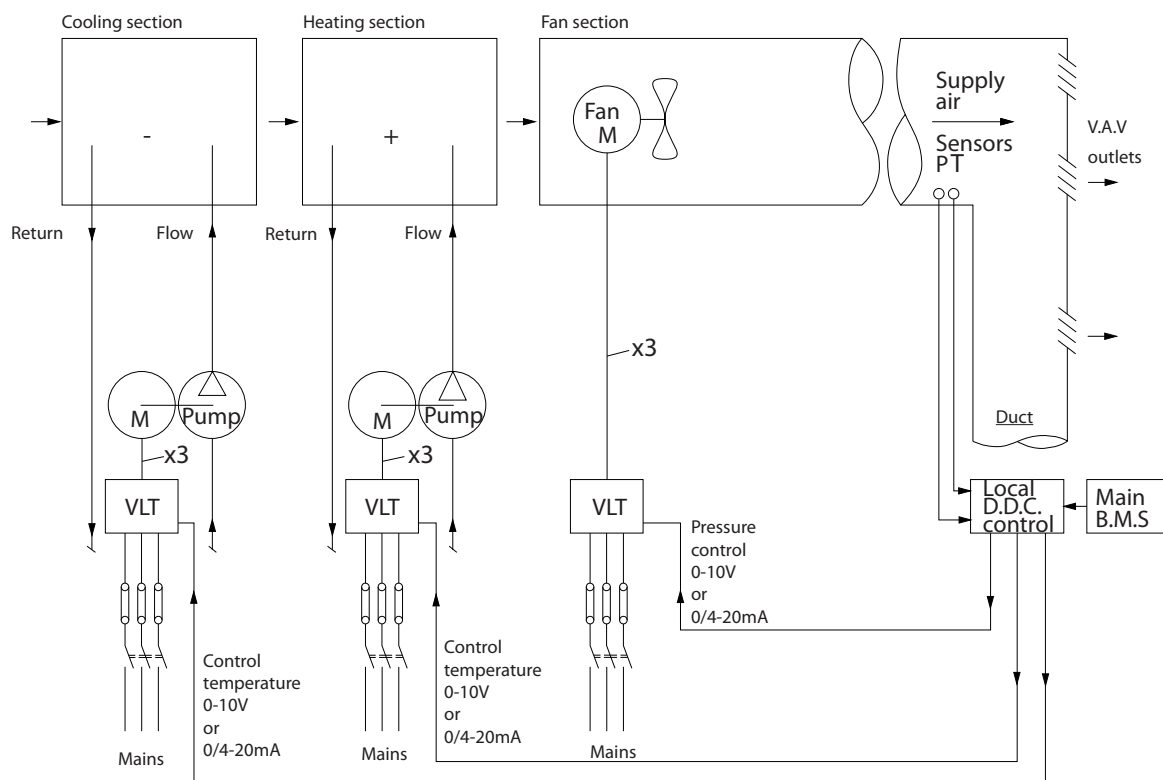 Cooling section
Heating section
Fan section
-
+
Fan
M
Supply
air
Sensors
PT
V.A.V
outlets
Return
Flow
Return
Flow
x3
M
Pump
M
Pump
Duct
x3
x3
VLT
VLT
VLT
Local
D.D.C.
control
Main
B.M.S
Pressure
control
0-10V
or
0/4-20mA
Control
temperature
0-10V
or
0/4-20mA
Control
temperature
0-10V
or
0/4-20mA
Mains
Mains
Mains